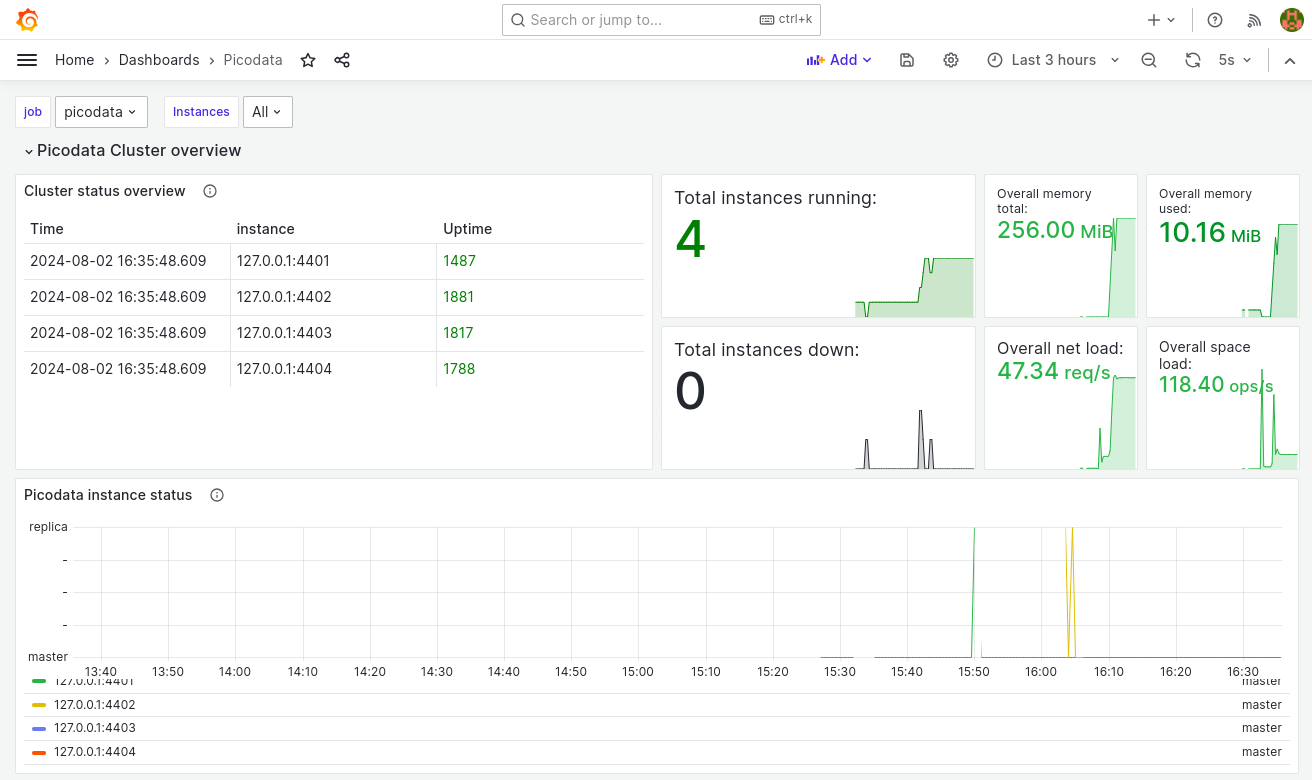 Search or jump to... ctrl+k
Home › Dashboards › Picodata Add Last 3 hours 5s
job picodata Instances All
Picodata Cluster overview
Cluster status overview
Time instance Uptime
2024-08-02 16:35:48.609 127.0.0.1:4401 1487
2024-08-02 16:35:48.609 127.0.0.1:4402 1881
2024-08-02 16:35:48.609 127.0.0.1:4403 1817
2024-08-02 16:35:48.609 127.0.0.1:4404 1788
Total instances running:
4
Overall memory
total:
256.00 MiB
Overall memory
used:
10.16 MiB
Total instances down:
0
Overall net load:
47.34 req/s
Overall space
load:
118.40 ops/s
Picodata instance status
replica
-
-
-
master
13:40 13:50 14:00 14:10 14:20 14:30 14:40 14:50 15:00 15:10 15:20 15:30 15:40 15:50 16:00 16:10 16:20 16:30
127.0.0.1:4401 master
127.0.0.1:4402 master
127.0.0.1:4403 master
127.0.0.1:4404 master